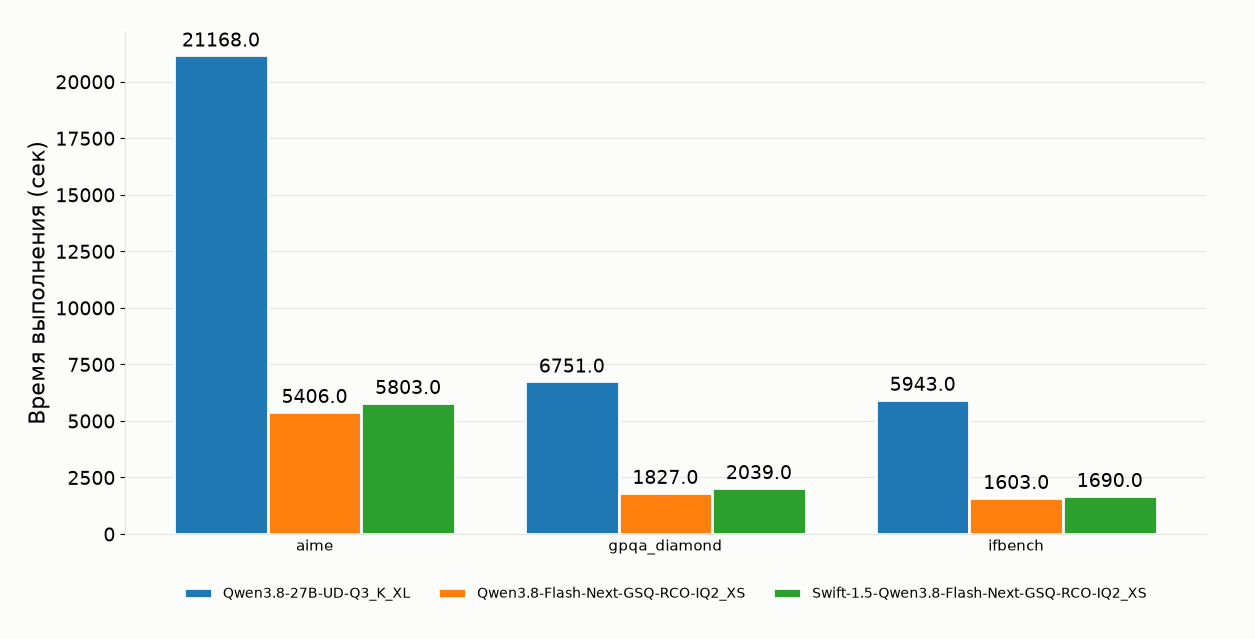 Время выполнения (сек)
20000
17500
15000
12500
10000
7500
5000
2500
0
21168.0
5406.0
5803.0
6751.0
1827.0
2039.0
5943.0
1603.0
1690.0
aime
gpqa_diamond
ifbench
Qwen3.8-27B-UD-Q3_K_XL
Qwen3.8-Flash-Next-GSQ-RCO-IQ2_XS
Swift-1.5-Qwen3.8-Flash-Next-GSQ-RCO-IQ2_XS